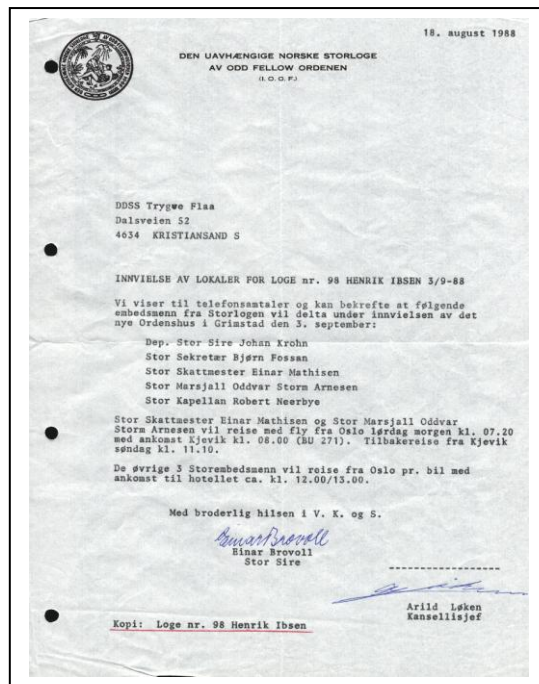 18. august 1988
DEN UAVHÆNGIGE NORSKE STORLOGE
AV ODD FELLOW ORDENEN
(I. O. O. F.)
DDSS Trygwe Flaa
Dalsveien 52
4634 KRISTIANSAND S
INNVIELSE AV LOKALER FOR LOGE nr. 98 HENRIK IBSEN 3/9-88
Vi viser til telefonsamtaler og kan bekrefte at følgende
embedsmenn fra Storlogen vil delta under innvielsen av det
nye Ordenshus i Grimstad den 3. september:
Dep. Stor Sire Johan Krohn
Stor Sekretær Bjørn Fossan
Stor Skattmester Einar Mathisen
Stor Marsjall Oddvar Storm Arnesen
Stor Kapellan Robert Neerbye
Stor Skattmester Einar Mathisen og Stor Marsjall Oddvar
Storm Arnesen vil reise med fly fra Oslo lørdag morgen kl. 07.20
med ankomst Kjevik kl. 08.00 (BU 271). Tilbakereise fra Kjevik
søndag kl. 11.10.
De øvrige 3 Storembedsmenn vil reise fra Oslo pr. bil med
ankomst til hotellet ca. kl. 12.00/13.00.
Med broderlig hilsen i V. K. og S.
Einar Brovoll
Einar Brovoll
Stor Sire
Arild Løken
Kansellisjef
Kopi: Loge nr. 98 Henrik Ibsen